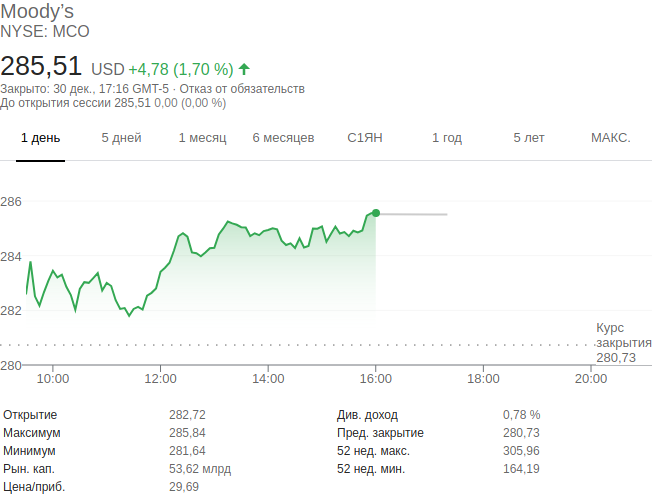 Moody’s
NYSE: MCO
285,51 USD +4,78 (1,70 %)
Закрыто: 30 дек., 17:16 GMT-5 · Отказ от обязательств
До открытия сессии 285,51 0,00 (0,00 %)
1 день 5 дней 1 месяц 6 месяцев С1ЯН 1 год 5 лет МАКС.
286
284
282
280
Курс
закрытия
280,73
10:00 12:00 14:00 16:00 18:00 20:00
Открытие 282,72 Див. доход 0,78 %
Максимум 285,84 Пред. закрытие 280,73
Минимум 281,64 52 нед. макс. 305,96
Рын. кап. 53,62 млрд 52 нед. мин. 164,19
Цена/приб. 29,69